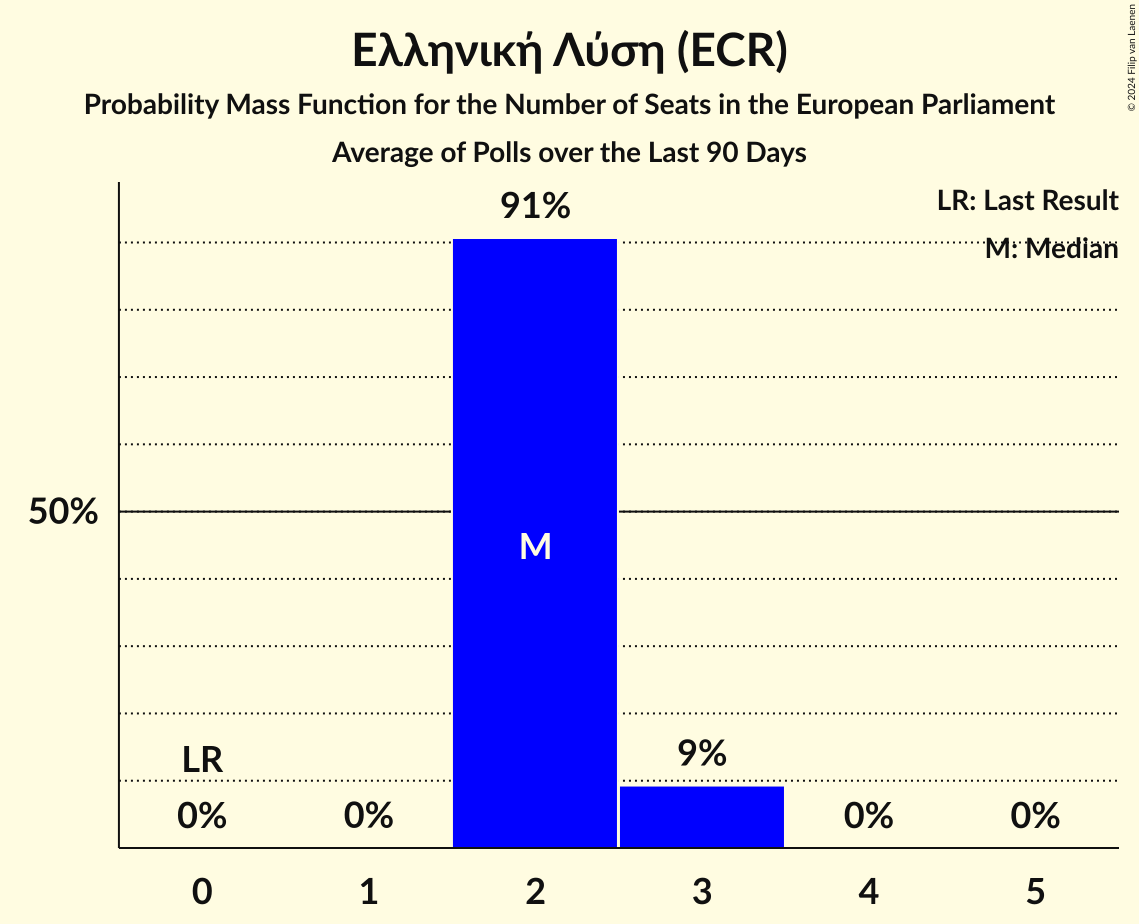 Ελληνική Λύση (ECR)
Probability Mass Function for the Number of Seats in the European Parliament
Average of Polls over the Last 90 Days
© 2024 Filip van Laenen
LR: Last Result
M: Median
91%
50%
M
LR
9%
0%
0%
0%
0%
0
1
2
3
4
5